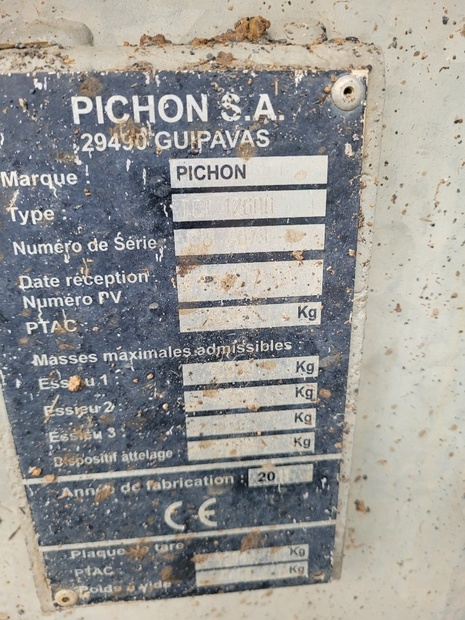 PICHON S.A.
29490 GUIPAVAS
Marque : PICHON
Type :
Numéro de Série :
Date réception
Numéro PV
PTAC : Kg
Masses maximales admissibles
Essieu 1 : Kg
Essieu 2 : Kg
Essieu 3 : Kg
Dispositif attelage Kg
Année de fabrication : 20
CE
Plaque de tare
PTAC : Kg
Poids à vide : Kg